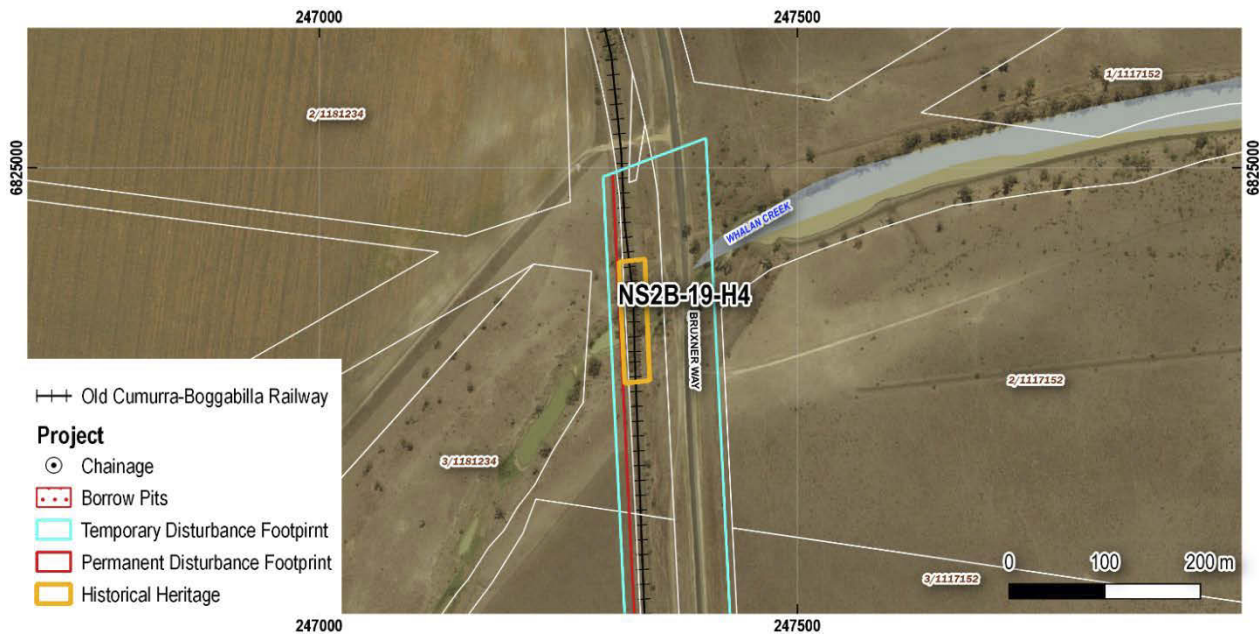 247000
247500
1/1117152
2/1181234
6825000
6825000
WHALAN CREEK
NS2B-19-H4
BRUXNER WAY
2/1117152
Old Cumurra-Boggabilla Railway
Project
Chainage
3/1181234
Borrow Pits
Temporary Disturbance Footpirnt
0 100 200 m
Permanent Disturbance Footprint
3/1117152
Historical Heritage
247000
247500